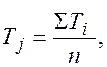 T_j = ΣT_i / n,